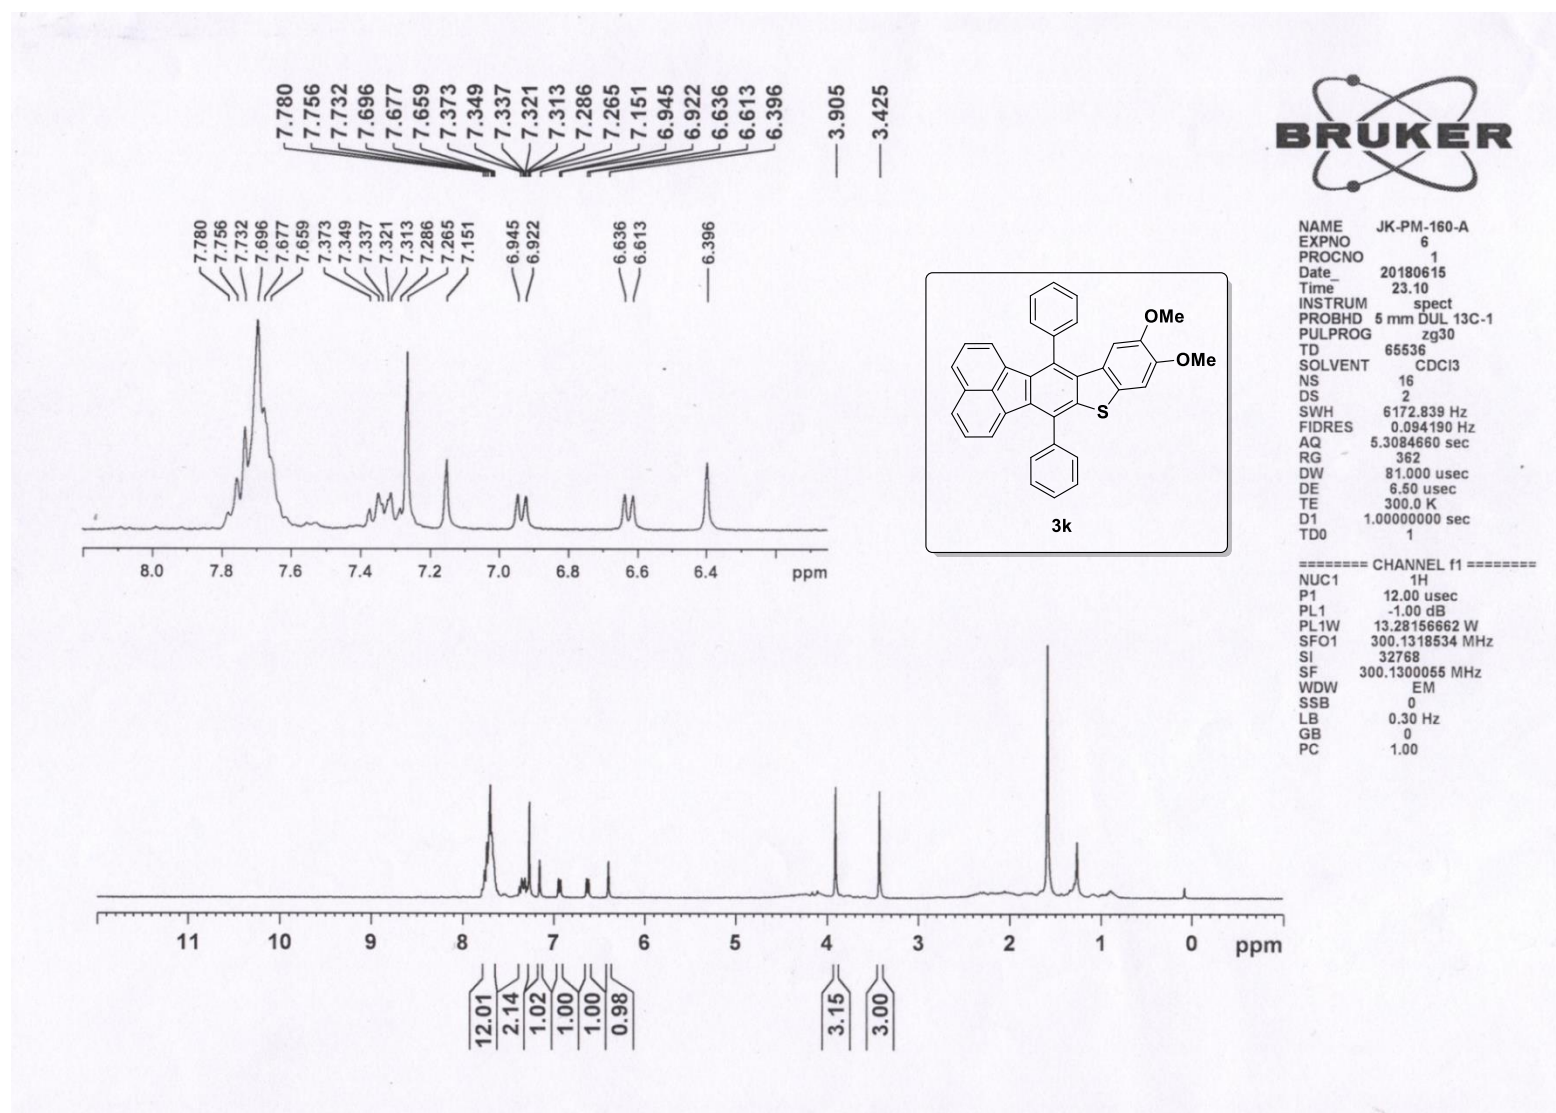 7.780
7.756
7.732
7.696
7.677
7.659
7.373
7.349
7.337
7.321
7.313
7.286
7.265
7.151
6.945
6.922
6.636
6.613
6.396
3.905
3.425
BRUKER
7.780
7.756
7.732
7.696
7.677
7.659
7.373
7.349
7.337
7.321
7.313
7.286
7.265
7.151
6.945
6.922
6.636
6.613
6.396
NAME JK-PM-160-A
EXPNO 6
PROCNO 1
Date_ 20180615
Time 23.10
INSTRUM spect
PROBHD 5 mm DUL 13C-1
PULPROG zg30
TD 65536
SOLVENT CDCl3
NS 16
DS 2
SWH 6172.839 Hz
FIDRES 0.094190 Hz
AQ 5.3084660 sec
RG 362
DW 81.000 usec
DE 6.50 usec
TE 300.0 K
D1 1.00000000 sec
TD0 1
======== CHANNEL f1 ========
NUC1 1H
P1 12.00 usec
PL1 -1.00 dB
PL1W 13.28156662 W
SFO1 300.1318534 MHz
SI 32768
SF 300.1300055 MHz
WDW EM
SSB 0
LB 0.30 Hz
GB 0
PC 1.00
OMe
OMe
S
3k
8.0 7.8 7.6 7.4 7.2 7.0 6.8 6.6 6.4 ppm
11 10 9 8 7 6 5 4 3 2 1 0 ppm
12.01
2.14
1.02
1.00
1.00
0.98
3.15
3.00